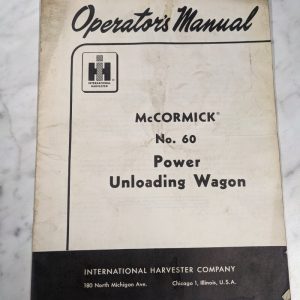 Operator's Manual
IH
INTERNATIONAL
HARVESTER
McCORMICK®
No. 60
Power
Unloading Wagon
INTERNATIONAL HARVESTER COMPANY
180 North Michigan Ave. Chicago 1, Illinois, U.S.A.